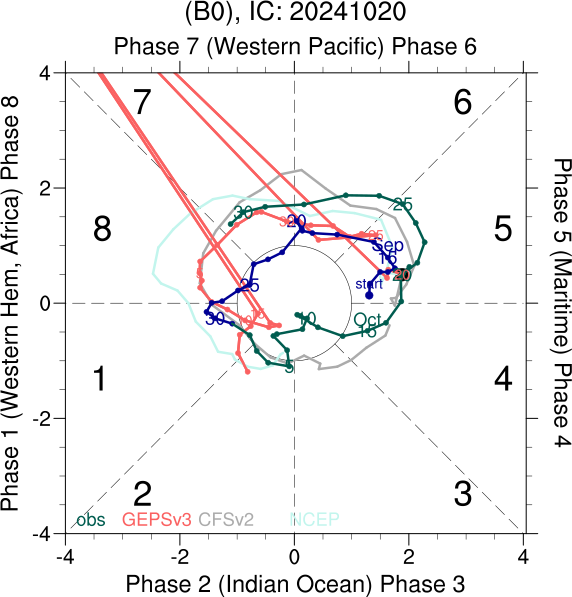 (B0), IC: 20241020
Phase 7 (Western Pacific) Phase 6
Phase 1 (Western Hem, Africa) Phase 8
Phase 5 (Maritime) Phase 4
4
2
0
-2
-4
7
6
8
5
1
4
2
3
30
20
25
25
Sep
15
20
start
25
30
10
Oct
15
5
obs GEPSv3 CFSv2 NCEP
-4 -2 0 2 4
Phase 2 (Indian Ocean) Phase 3